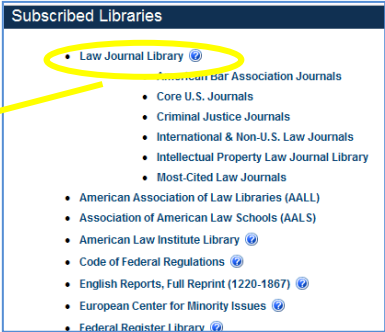 Subscribed Libraries
Law Journal Library
American Bar Association Journals
Core U.S. Journals
Criminal Justice Journals
International & Non-U.S. Law Journals
Intellectual Property Law Journal Library
Most-Cited Law Journals
American Association of Law Libraries (AALL)
Association of American Law Schools (AALS)
American Law Institute Library
Code of Federal Regulations
English Reports, Full Reprint (1220-1867)
European Center for Minority Issues
Federal Register Library